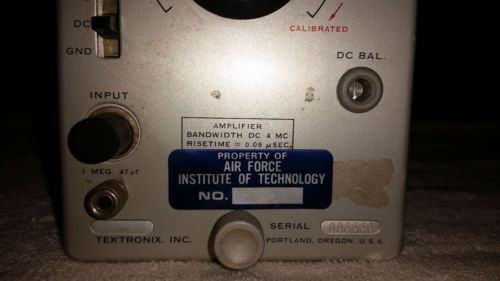 DC
GND
CALIBRATED
DC BAL.
INPUT
AMPLIFIER
BANDWIDTH DC 4 MC
RISETIME ≈ 0.09 μSEC
1 MEG. 47 pf
PROPERTY OF
AIR FORCE
INSTITUTE OF TECHNOLOGY
NO.
SERIAL
TEKTRONIX, INC.
PORTLAND, OREGON, U.S.A.